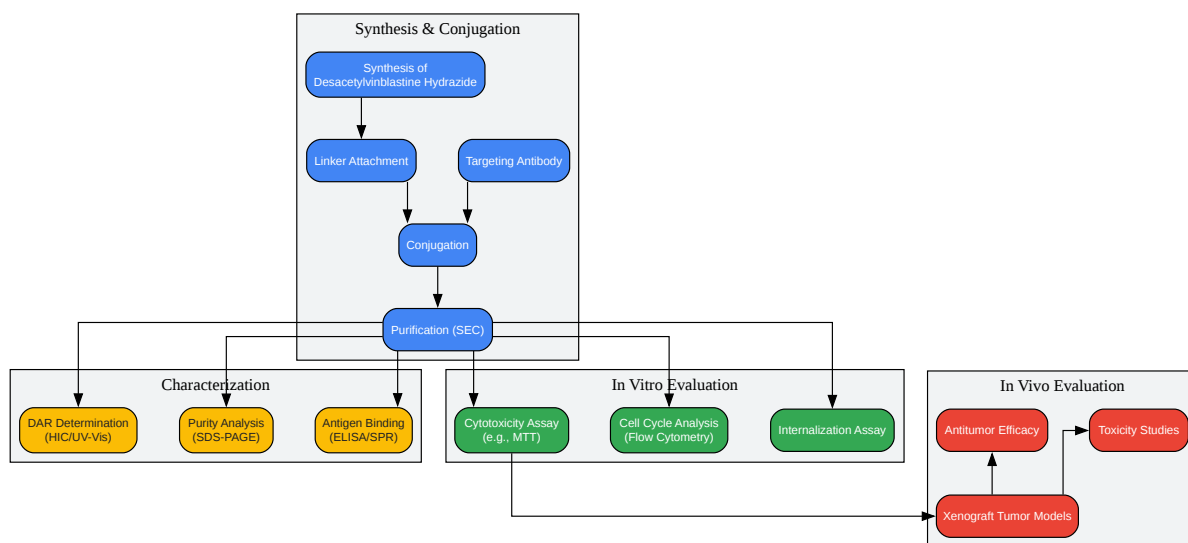 Synthesis & Conjugation
Synthesis of
Desacetylvinblastine Hydrazide
Linker Attachment
Targeting Antibody
Conjugation
Purification (SEC)
Characterization
DAR Determination
(HIC/UV-Vis)
Purity Analysis
(SDS-PAGE)
Antigen Binding
(ELISA/SPR)
In Vitro Evaluation
Cytotoxicity Assay
(e.g., MTT)
Cell Cycle Analysis
(Flow Cytometry)
Internalization Assay
In Vivo Evaluation
Antitumor Efficacy
Toxicity Studies
Xenograft Tumor Models